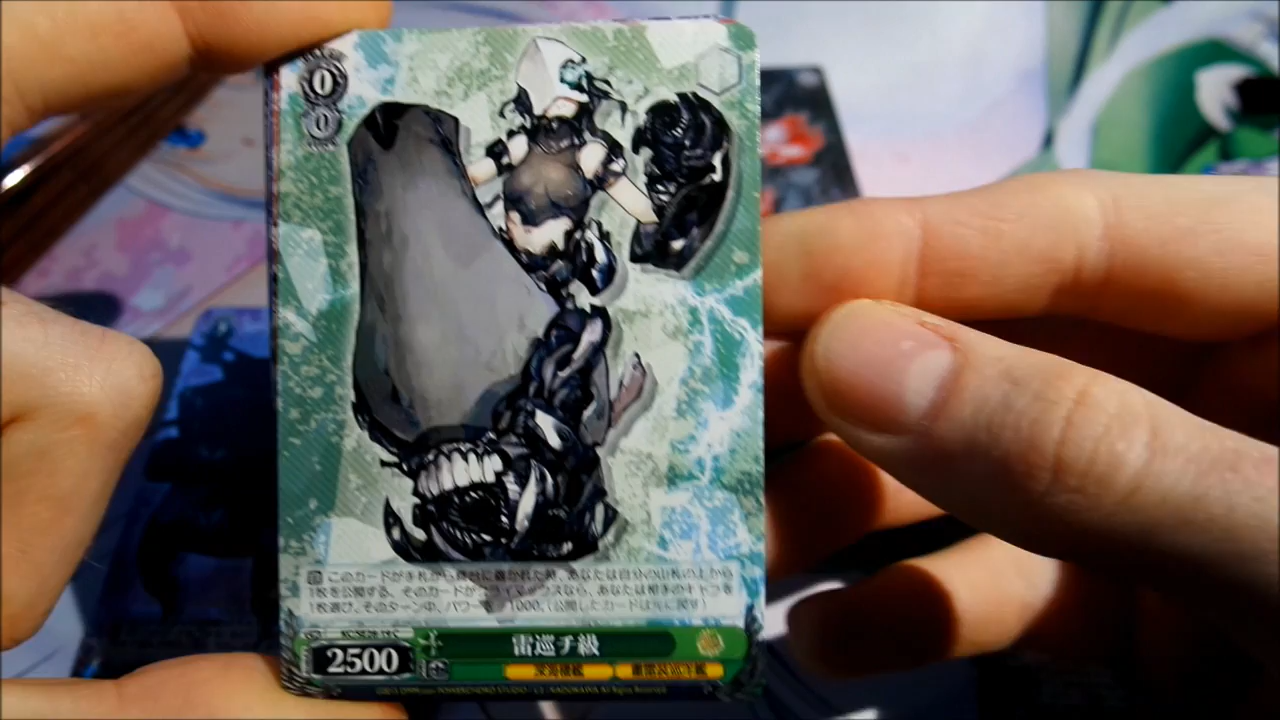 0
0
自 このカードが手札から舞台に置かれた時、あなたは自分の山札の上から
1枚を公開する。そのカードがクライマックスなら、あなたは相手のキャラを
1枚選び、そのターン中、パワーを-1000。(公開したカードは元に戻す)
雷巡チ級
2500
深海棲艦
重雷装巡洋艦